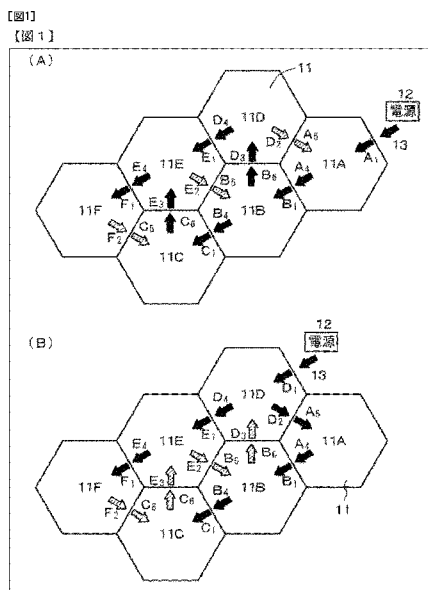 [図1]
【図1】
(A)
11
12
電源
13
11D
D4
D2
A5
11A
A1
11E
E1
D3
A4
E4
B5
B6
E2
B1
11F
F1
E3
B4
11B
F2
C5
C6
C1
11C
(B)
12
電源
13
11D
D1
D4
D2
A5
11A
11E
E1
D3
A4
E4
B5
B6
E2
B1
11F
F1
E3
B4
11B
F2
C6
C6
C1
11C
11